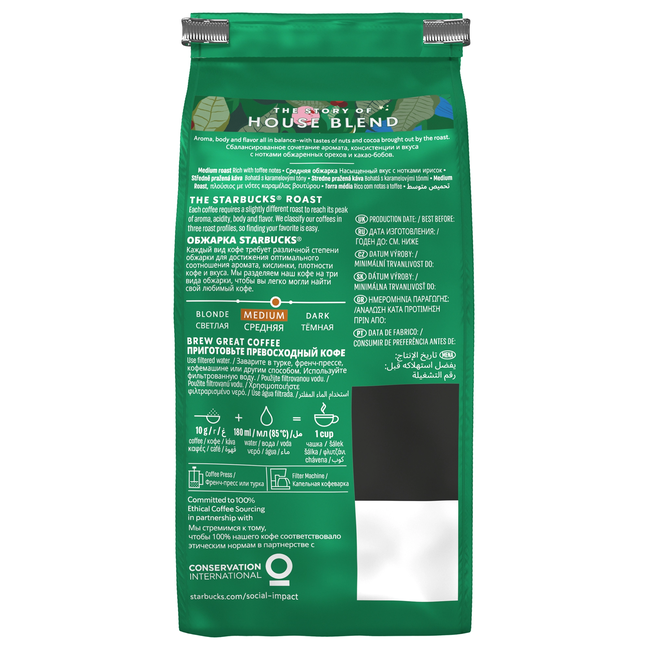 THE STORY OF
HOUSE BLEND
Aroma, body and flavor all in balance–with tastes of nuts and cocoa brought out by the roast.
Сбалансированное сочетание аромата, консистенции и вкуса
с нотками обжаренных орехов и какао-бобов.
Medium roast Rich with toffee notes • Средняя обжарка Насыщенный вкус с нотками ирисок •
Středně pražená káva Bohatá s karamelovými tóny • Stredne pražená káva Bohatá s karamelovými tónmi • Medium
Roast, πλούσιος με νότες καραμέλας βουτύρου • Torra média Rico com notas a toffee • تحميص متوسط
THE STARBUCKS® ROAST
Each coffee requires a slightly different roast to reach its peak
of aroma, acidity, body and flavor. We classify our coffees in
three roast profiles, so finding your favorite is easy.
ОБЖАРКА STARBUCKS®
Каждый вид кофе требует различной степени
обжарки для достижения оптимального
соотношения аромата, кислинки, плотности
кофе и вкуса. Мы разделяем наш кофе на три
вида обжарки, чтобы вы легко могли найти
свой любимый кофе.
BLONDE MEDIUM DARK
СВЕТЛАЯ СРЕДНЯЯ ТЁМНАЯ
BREW GREAT COFFEE
ПРИГОТОВЬТЕ ПРЕВОСХОДНЫЙ КОФЕ
Use filtered water. / Заварите в турке, френч-прессе,
кофемашине или другим способом. Используйте
фильтрованную воду. / Použijte filtrovanou vodu. /
Použite filtrovanú vodu. / Χρησιμοποιήστε
φιλτραρισμένο νερό. / Use água filtrada. / استخدام الماء المفلتر
+ =
10 g / г / غ 180 ml / мл (85 °C) / مل 1 cup
coffee / кофе / káva water / вода / voda чашка / šálek
καφές / café / قهوة νερό / água / ماء šálka / φλυτζάνι
chávena / كوب
Coffee Press /
Френч-пресс или турка
Filter Machine /
Капельная кофеварка
Committed to 100%
Ethical Coffee Sourcing
in partnership with
Мы стремимся к тому,
чтобы 100% нашего кофе соответствовало
этическим нормам в партнерстве с
CONSERVATION
INTERNATIONAL
starbucks.com/social-impact
UK PRODUCTION DATE: / BEST BEFORE:
RU ДАТА ИЗГОТОВЛЕНИЯ: /
ГОДЕН ДО: СМ. НИЖЕ
CZ DATUM VÝROBY: /
MINIMÁLNÍ TRVANLIVOST DO:
SK DÁTUM VÝROBY: /
MINIMÁLNA TRVANLIVOSŤ DO:
GR ΗΜΕΡΟΜΗΝΙΑ ΠΑΡΑΓΩΓΗΣ:
/ΑΝΑΛΩΣΗ ΚΑΤΑ ΠΡΟΤΙΜΗΣΗ
ΠΡΙΝ ΑΠΟ:
PT DATA DE FABRICO: /
CONSUMIR DE PREFERÊNCIA ANTES DE:
MENA تاريخ الإنتاج: /
يفضل استهلاكه قبل:
رقم التشغيلة